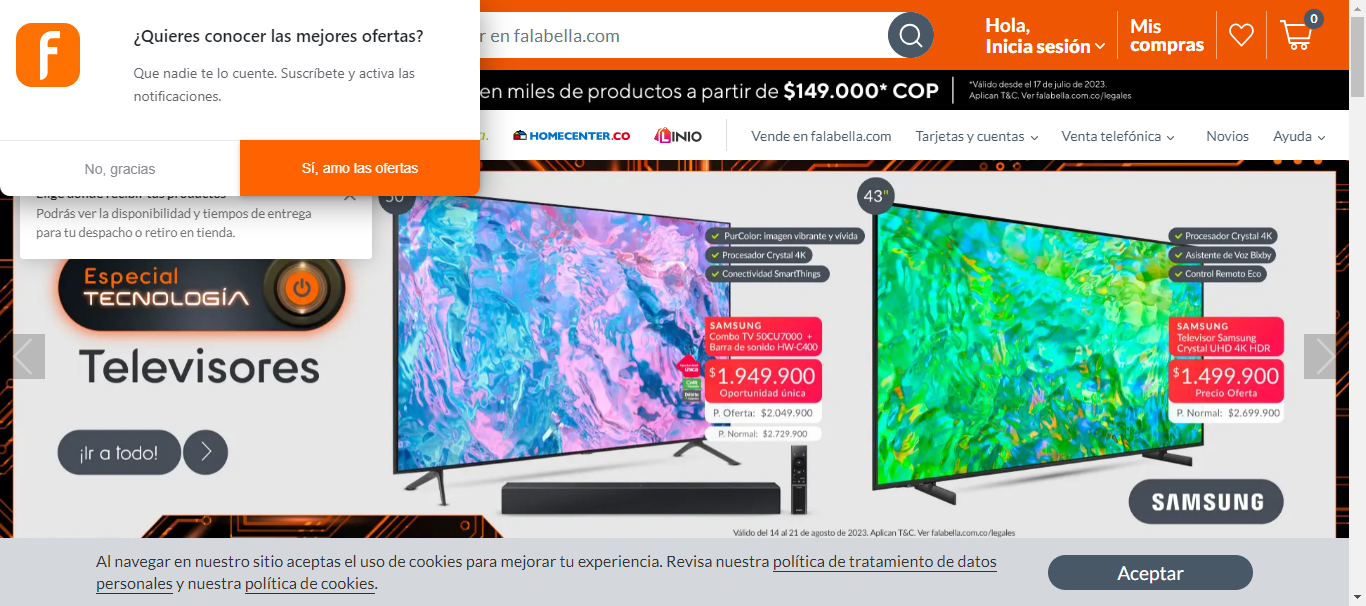 ¿Quieres conocer las mejores ofertas?
Que nadie te lo cuente. Suscríbete y activa las
notificaciones.
No, gracias
Sí, amo las ofertas
en falabella.com
Hola,
Inicia sesión
Mis
compras
0
en miles de productos a partir de $149.000* COP
*Válido desde el 17 de julio de 2023.
Aplican T&C. Ver falabella.com.co/legales
HOMECENTER.CO
LINIO
Vende en falabella.com
Tarjetas y cuentas
Venta telefónica
Novios
Ayuda
Elige dónde recibir tus productos
Podrás ver la disponibilidad y tiempos de entrega
para tu despacho o retiro en tienda.
Especial
TECNOLOGÍA
Televisores
¡Ir a todo!
50"
PurColor: imagen vibrante y vívida
Procesador Crystal 4K
Conectividad SmartThings
SAMSUNG
Combo TV 50CU7000 +
Barra de sonido HW-C400
$1.949.900
Oportunidad única
P. Oferta: $2.049.900
P. Normal: $2.729.900
43"
Procesador Crystal 4K
Asistente de Voz Bixby
Control Remoto Eco
SAMSUNG
Televisor Samsung
Crystal UHD 4K HDR
$1.499.900
Precio Oferta
P. Normal: $2.699.900
SAMSUNG
Válido del 14 al 21 de agosto de 2023. Aplican T&C. Ver falabella.com.co/legales
Al navegar en nuestro sitio aceptas el uso de cookies para mejorar tu experiencia. Revisa nuestra política de tratamiento de datos
personales y nuestra política de cookies.
Aceptar